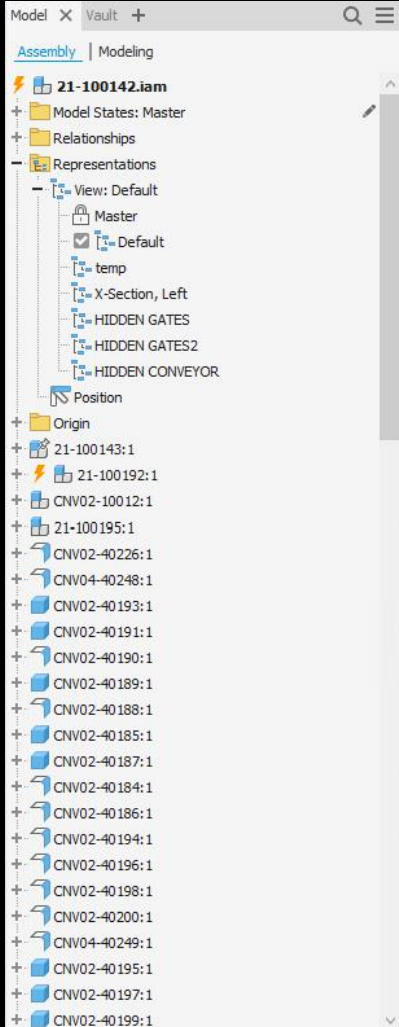 Model Vault
Assembly | Modeling
21-100142.iam
Model States: Master
Relationships
Representations
View: Default
Master
Default
temp
X-Section, Left
HIDDEN GATES
HIDDEN GATES2
HIDDEN CONVEYOR
Position
Origin
21-100143:1
21-100192:1
CNV02-10012:1
21-100195:1
CNV02-40226:1
CNV04-40248:1
CNV02-40193:1
CNV02-40191:1
CNV02-40190:1
CNV02-40189:1
CNV02-40188:1
CNV02-40185:1
CNV02-40187:1
CNV02-40184:1
CNV02-40186:1
CNV02-40194:1
CNV02-40196:1
CNV02-40198:1
CNV02-40200:1
CNV04-40249:1
CNV02-40195:1
CNV02-40197:1
CNV02-40199:1